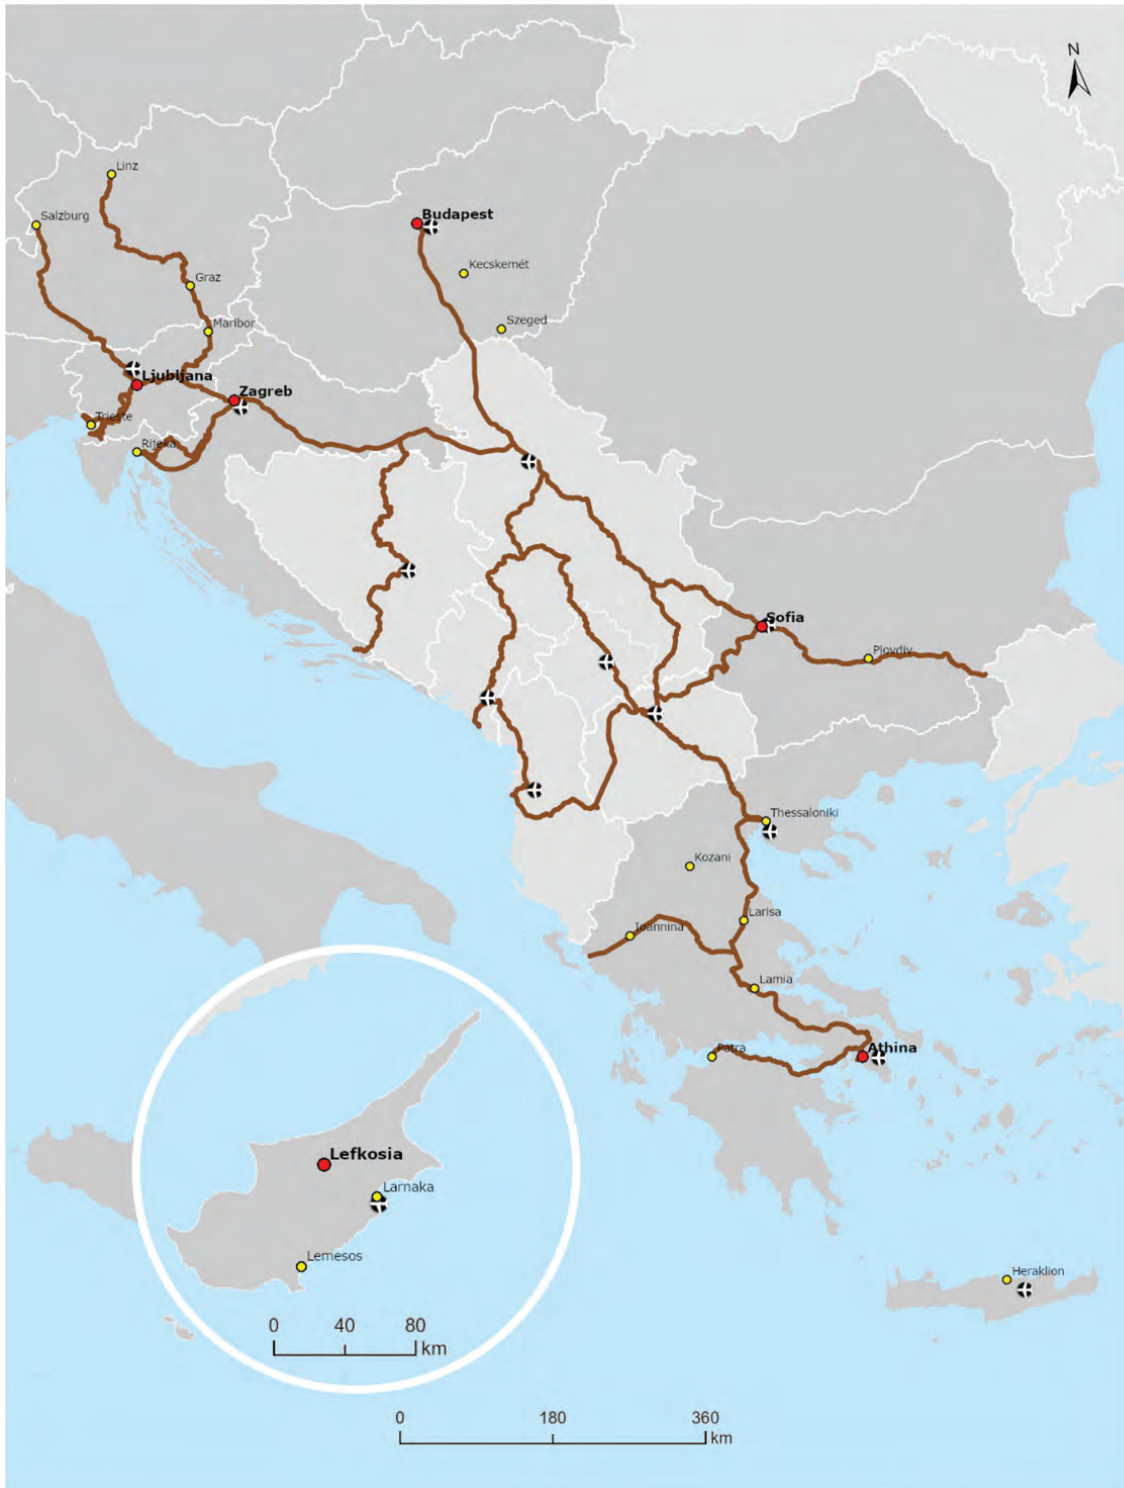 N
Linz
Salzburg
Budapest
Kecskemét
Graz
Szeged
Maribor
Ljubljana
Zagreb
Trieste
Rijeka
Sofia
Plovdiv
Thessaloniki
Kozani
Larisa
Ioannina
Lamia
Athina
Patra
Lefkosia
Larnaka
Lemesos
Heraklion
0 40 80
km
0 180 360
km